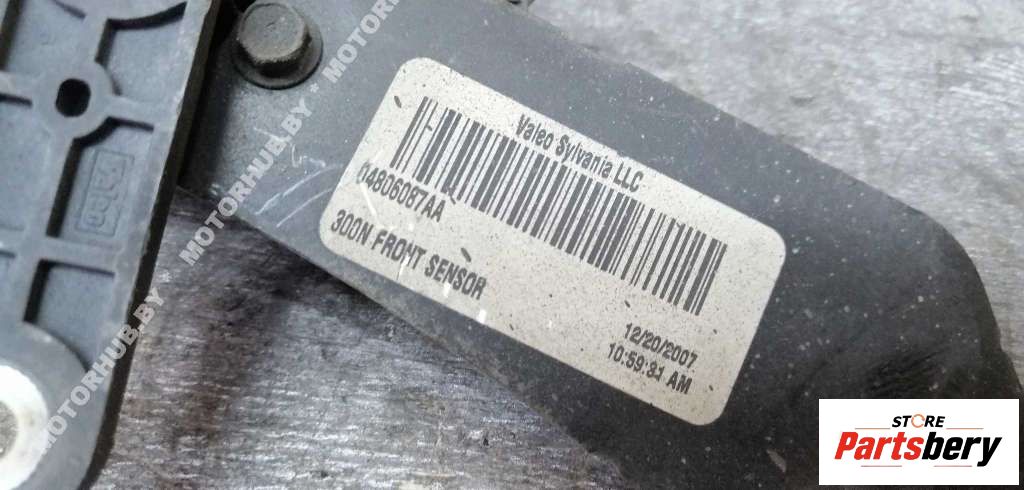 Valeo Sylvania LLC
04806087AA
300N FRONT SENSOR
12/20/2007
10:59:31 AM
Valeo
MOTORHUB.BY * MOTORHUB.BY * MOTORHUB.BY
STORE
Partsbery